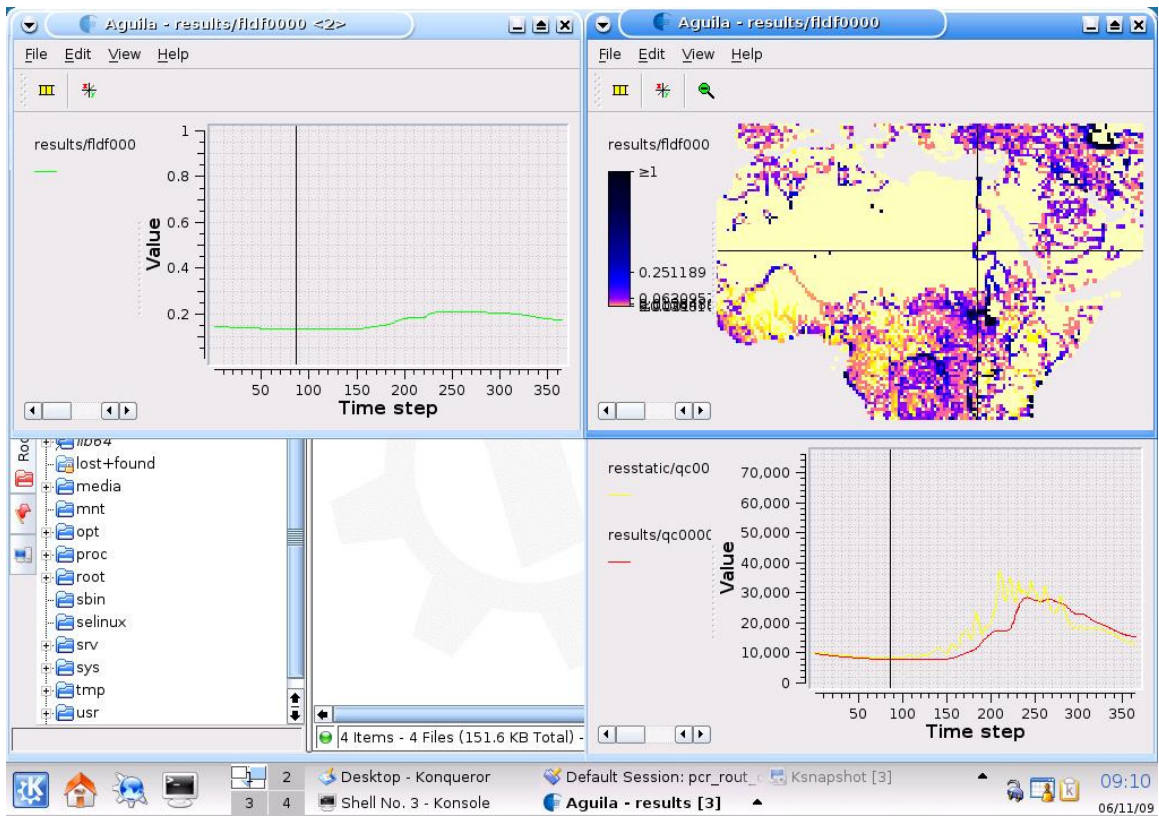 Aguila - results/fldf0000 <2>
File Edit View Help
results/fldf000
1
0.8
0.6
0.4
0.2
Value
50 100 150 200 250 300 350
Time step
Aguila - results/fldf0000
File Edit View Help
results/fldf000
≥1
0.251189
Roo
lib64
lost+found
media
mnt
opt
proc
root
sbin
selinux
srv
sys
tmp
usr
4 Items - 4 Files (151.6 KB Total) -
resstatic/qc00
results/qc0000
70,000
60,000
50,000
40,000
30,000
20,000
10,000
0
Value
50 100 150 200 250 300 350
Time step
2
3 4
Desktop - Konqueror
Shell No. 3 - Konsole
Default Session: pcr_rout_
Aguila - results [3]
Ksnapshot [3]
09:10
06/11/09